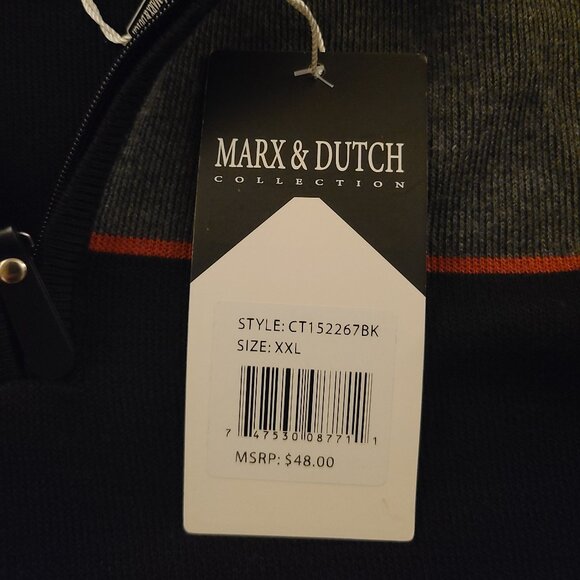 MARX & DUTCH
COLLECTION
STYLE: CT152267BK
SIZE: XXL
7 47530 08771 1
MSRP: $48.00